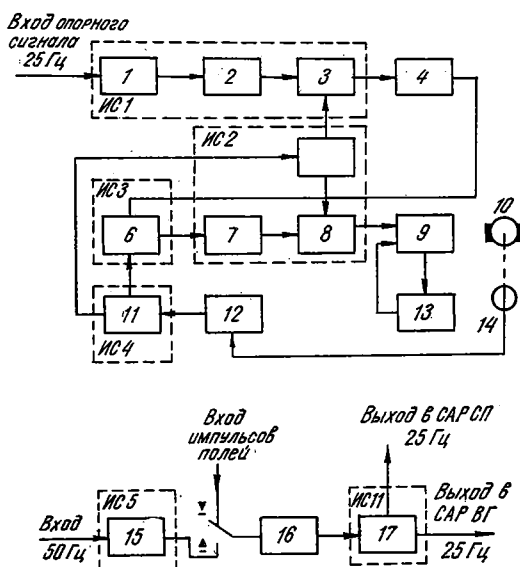 Вход опорного
сигнала
25 Гц
1
2
3
4
ИС1
ИС2
ИС3
6
7
8
9
10
11
12
13
14
ИС4
Вход
импульсов
полей
Выход в САР СП
25 Гц
Вход
50 Гц
ИС5
15
16
ИС11
17
Выход в
САР ВГ
25 Гц